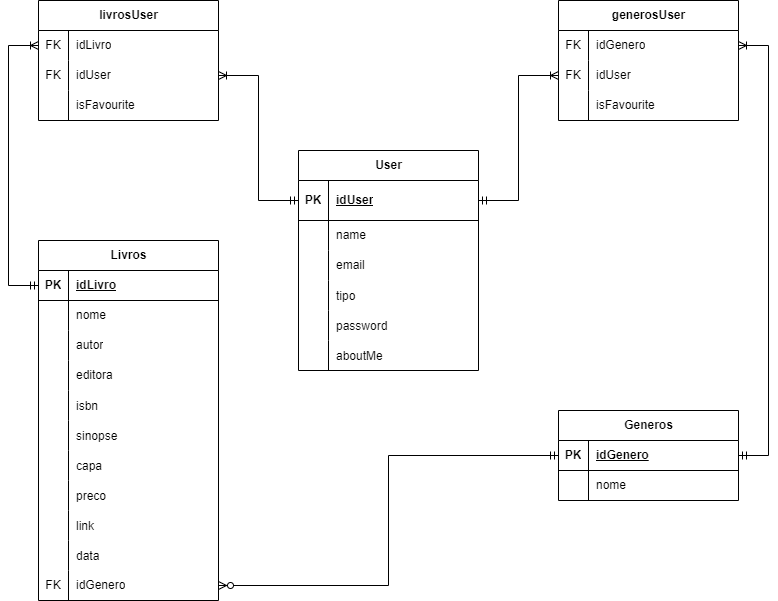 livrosUser
FK idLivro
FK idUser
isFavourite
generosUser
FK idGenero
FK idUser
isFavourite
User
PK idUser
name
email
tipo
password
aboutMe
Livros
PK idLivro
nome
autor
editora
isbn
sinopse
capa
preco
link
data
FK idGenero
Generos
PK idGenero
nome